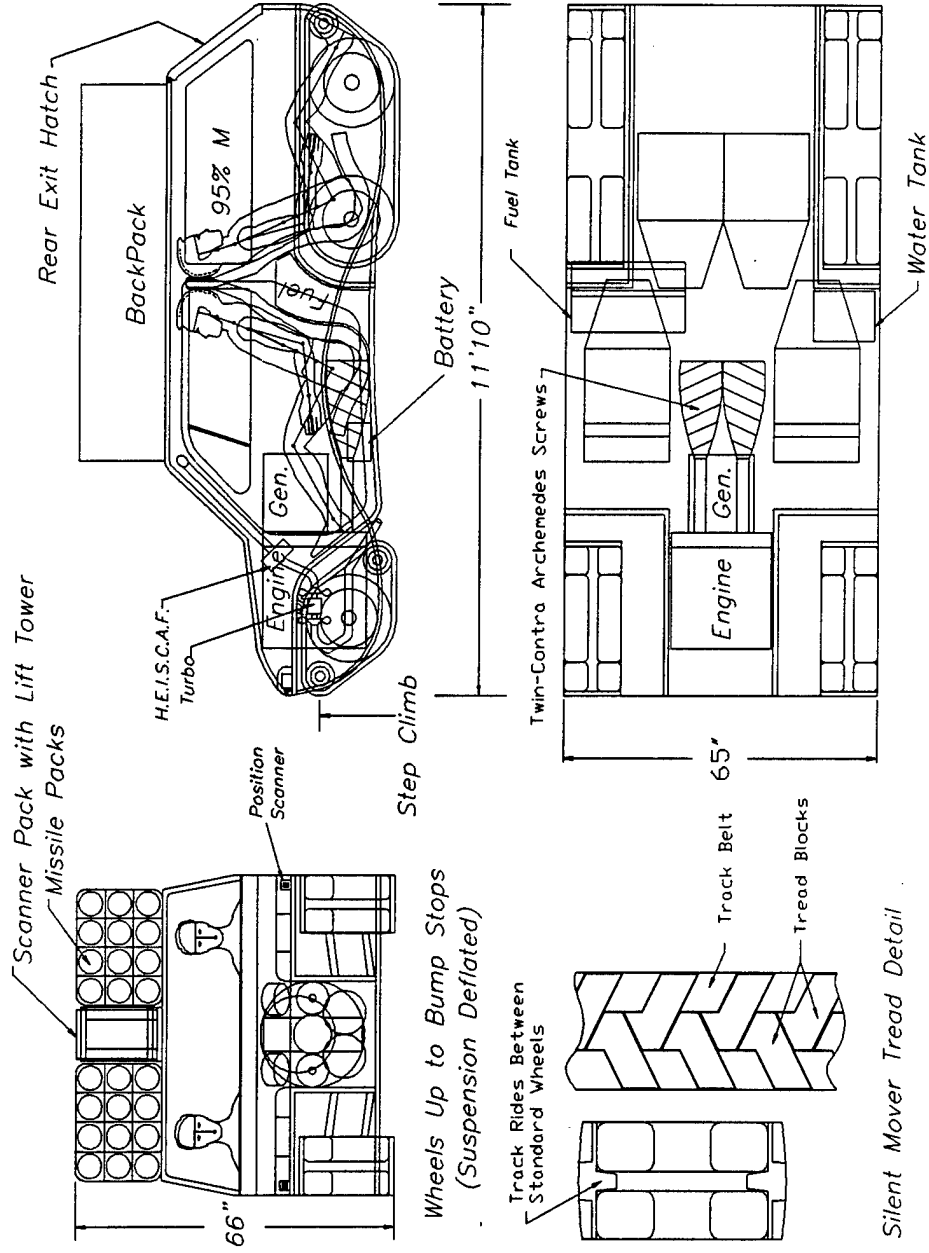 Scanner Pack with Lift Tower
Missile Packs
66"
Position
Scanner
Wheels Up to Bump Stops
(Suspension Deflated)
Rear Exit Hatch
BackPack
95% M
Fuel
H.E.I.S.C.A.F.
Turbo
Engine
Gen.
Battery
Step Climb
11'10"
Track Rides Between
Standard Wheels
Track Belt
Tread Blocks
Silent Mover Tread Detail
Fuel Tank
Twin-Contra Archemedes Screws
65"
Engine
Gen.
Water Tank